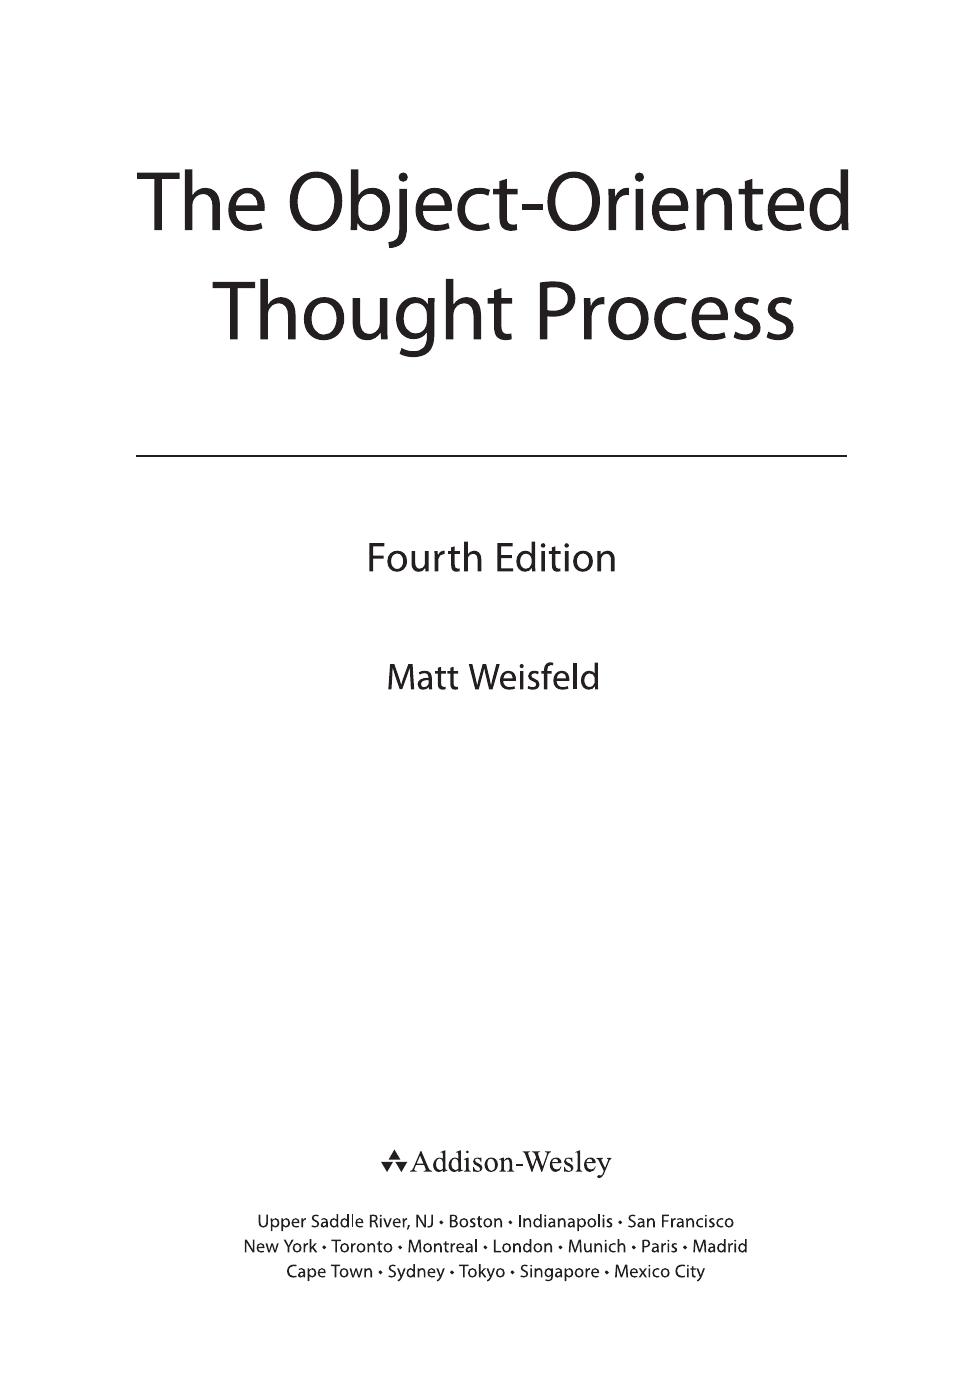 The Object-Oriented
Thought Process
Fourth Edition
Matt Weisfeld
Addison-Wesley
Upper Saddle River, NJ • Boston • Indianapolis • San Francisco
New York • Toronto • Montreal • London • Munich • Paris • Madrid
Cape Town • Sydney • Tokyo • Singapore • Mexico City